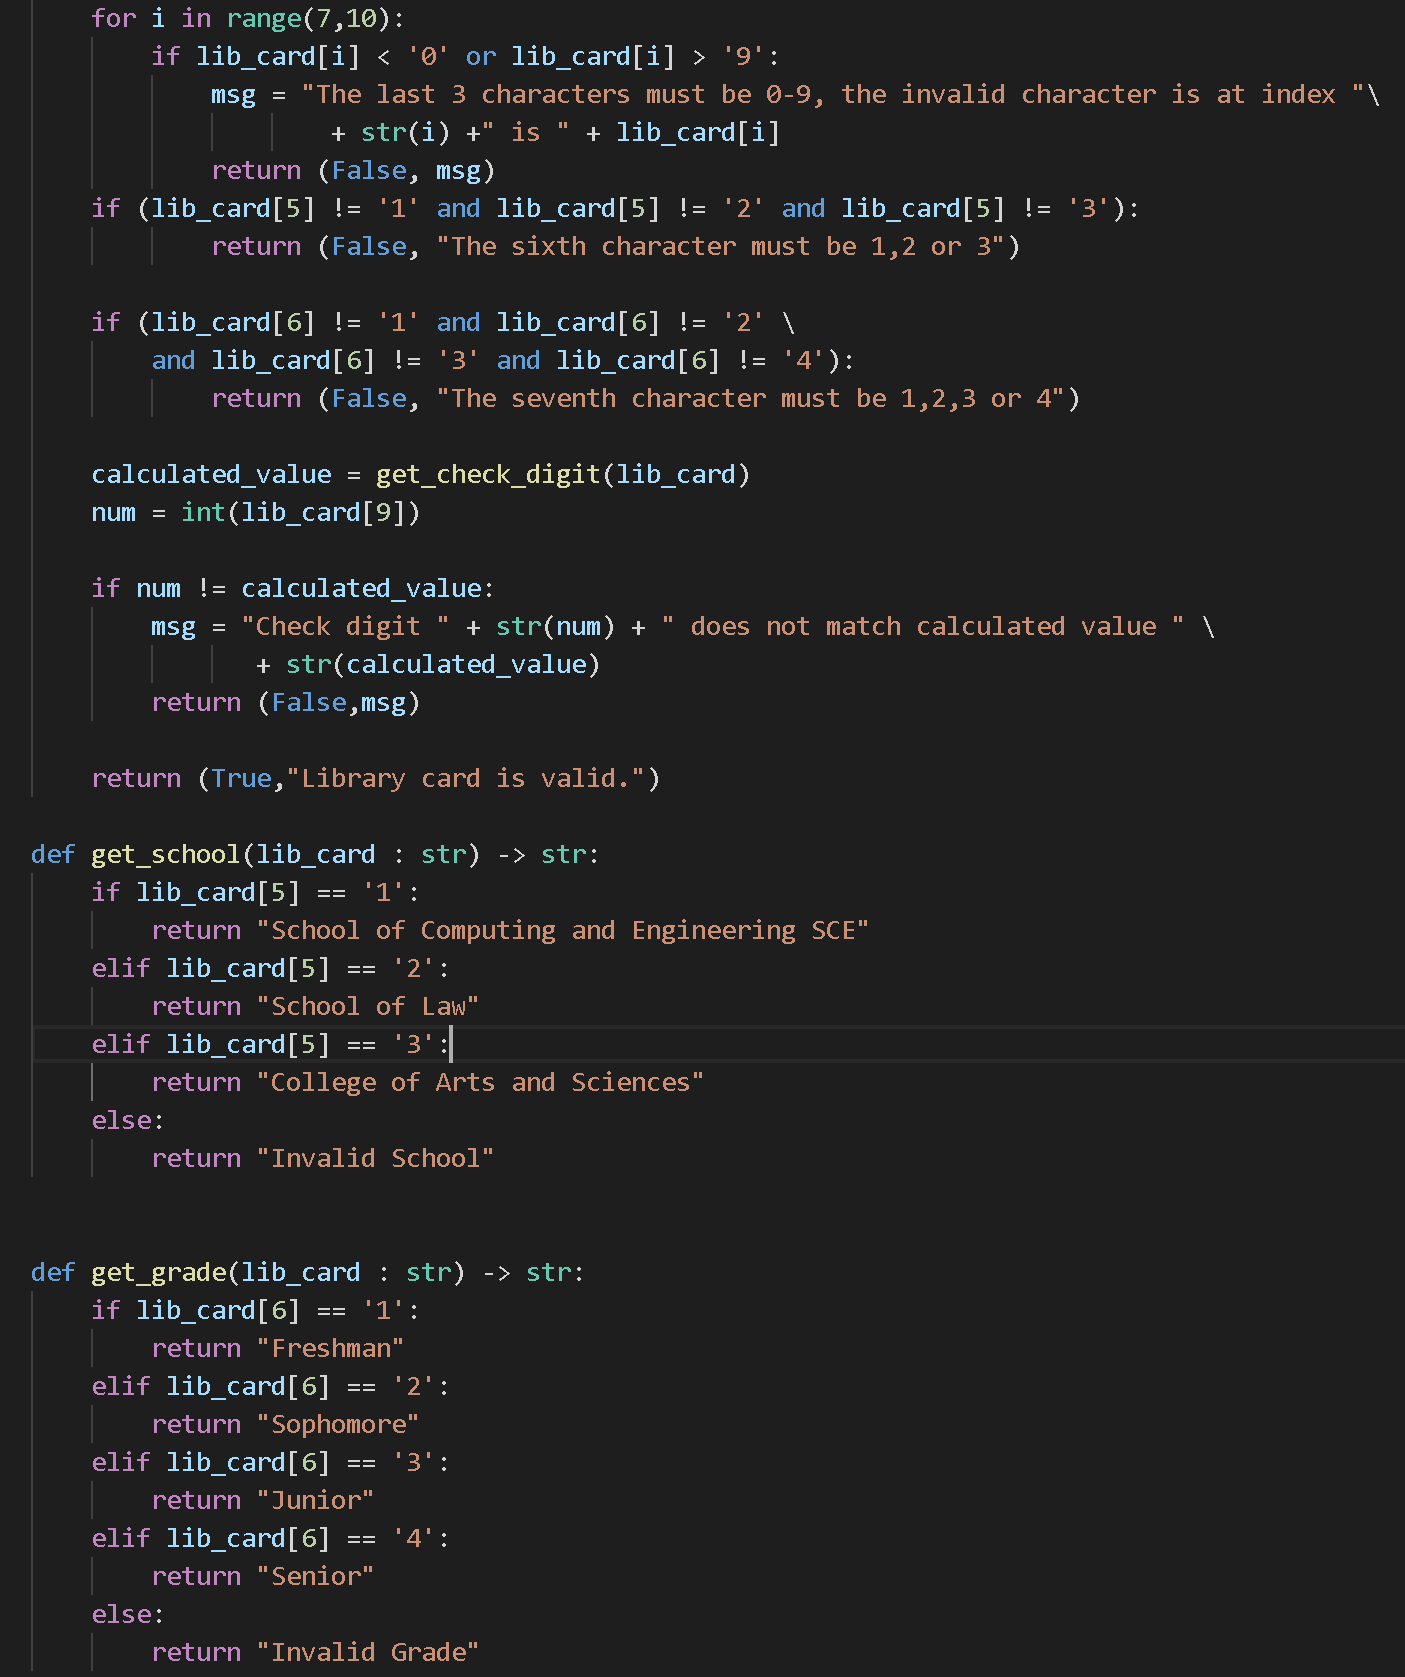 for i in range(7,10):
if lib_card[i] < '0' or lib_card[i] > '9':
msg = "The last 3 characters must be 0-9, the invalid character is at index "\
+ str(i) +" is " + lib_card[i]
return (False, msg)
if (lib_card[5] != '1' and lib_card[5] != '2' and lib_card[5] != '3'):
return (False, "The sixth character must be 1,2 or 3")
if (lib_card[6] != '1' and lib_card[6] != '2' \
and lib_card[6] != '3' and lib_card[6] != '4'):
return (False, "The seventh character must be 1,2,3 or 4")
calculated_value = get_check_digit(lib_card)
num = int(lib_card[9])
if num != calculated_value:
msg = "Check digit " + str(num) + " does not match calculated value " \
+ str(calculated_value)
return (False,msg)
return (True,"Library card is valid.")
def get_school(lib_card : str) -> str:
if lib_card[5] == '1':
return "School of Computing and Engineering SCE"
elif lib_card[5] == '2':
return "School of Law"
elif lib_card[5] == '3':
return "College of Arts and Sciences"
else:
return "Invalid School"
def get_grade(lib_card : str) -> str:
if lib_card[6] == '1':
return "Freshman"
elif lib_card[6] == '2':
return "Sophomore"
elif lib_card[6] == '3':
return "Junior"
elif lib_card[6] == '4':
return "Senior"
else:
return "Invalid Grade"